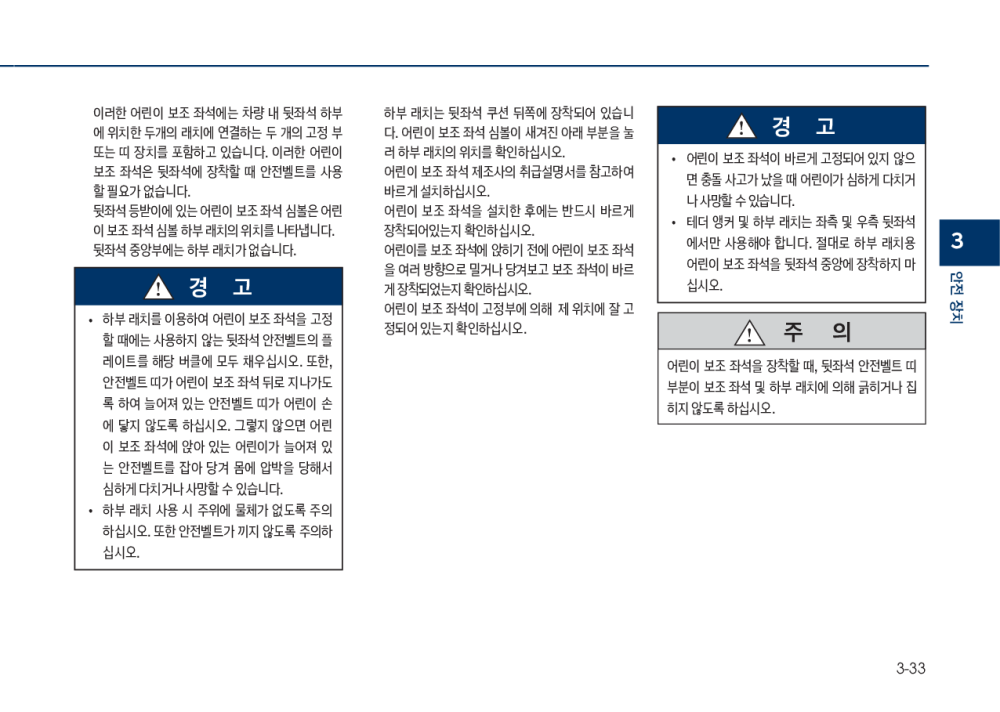 이러한 어린이 보조 좌석에는 차량 내 뒷좌석 하부
에 위치한 두개의 래치에 연결하는 두 개의 고정 부
또는 띠 장치를 포함하고 있습니다. 이러한 어린이
보조 좌석은 뒷좌석에 장착할 때 안전벨트를 사용
할 필요가 없습니다.
뒷좌석 등받이에 있는 어린이 보조 좌석 심볼은 어린
이 보조 좌석 심볼 하부 래치의 위치를 나타냅니다.
뒷좌석 중앙부에는 하부 래치가 없습니다.
경 고
• 하부 래치를 이용하여 어린이 보조 좌석을 고정
할 때에는 사용하지 않는 뒷좌석 안전벨트의 플
레이트를 해당 버클에 모두 채우십시오. 또한,
안전벨트 띠가 어린이 보조 좌석 뒤로 지나가도
록 하여 늘어져 있는 안전벨트 띠가 어린이 손
에 닿지 않도록 하십시오. 그렇지 않으면 어린
이 보조 좌석에 앉아 있는 어린이가 늘어져 있
는 안전벨트를 잡아 당겨 몸에 압박을 당해서
심하게 다치거나 사망할 수 있습니다.
• 하부 래치 사용 시 주위에 물체가 없도록 주의
하십시오. 또한 안전벨트가 끼지 않도록 주의하
십시오.
하부 래치는 뒷좌석 쿠션 뒤쪽에 장착되어 있습니
다. 어린이 보조 좌석 심볼이 새겨진 아래 부분을 눌
러 하부 래치의 위치를 확인하십시오.
어린이 보조 좌석 제조사의 취급설명서를 참고하여
바르게 설치하십시오.
어린이 보조 좌석을 설치한 후에는 반드시 바르게
장착되어있는지 확인하십시오.
어린이를 보조 좌석에 앉히기 전에 어린이 보조 좌석
을 여러 방향으로 밀거나 당겨보고 보조 좌석이 바르
게 장착되었는지 확인하십시오.
어린이 보조 좌석이 고정부에 의해 제 위치에 잘 고
정되어 있는지 확인하십시오.
경 고
• 어린이 보조 좌석이 바르게 고정되어 있지 않으
면 충돌 사고가 났을 때 어린이가 심하게 다치거
나 사망할 수 있습니다.
• 테더 앵커 및 하부 래치는 좌측 및 우측 뒷좌석
에서만 사용해야 합니다. 절대로 하부 래치용
어린이 보조 좌석을 뒷좌석 중앙에 장착하지 마
십시오.
주 의
어린이 보조 좌석을 장착할 때, 뒷좌석 안전벨트 띠
부분이 보조 좌석 및 하부 래치에 의해 긁히거나 집
히지 않도록 하십시오.
3
안전 장치
3-33